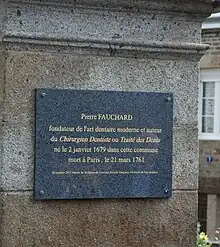 Pierre FAUCHARD
fondateur de l'art dentaire moderne et auteur
du Chirurgien Dentiste ou Traité des Dents
né le 2 janvier 1679 dans cette commune
mort à Paris, le 21 mars 1761